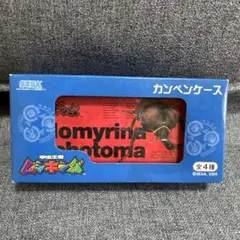 SEGA
カンペンケース
lomyrina
hotoma
甲虫王者
ムシキング
全4種
©SEGA, 2003